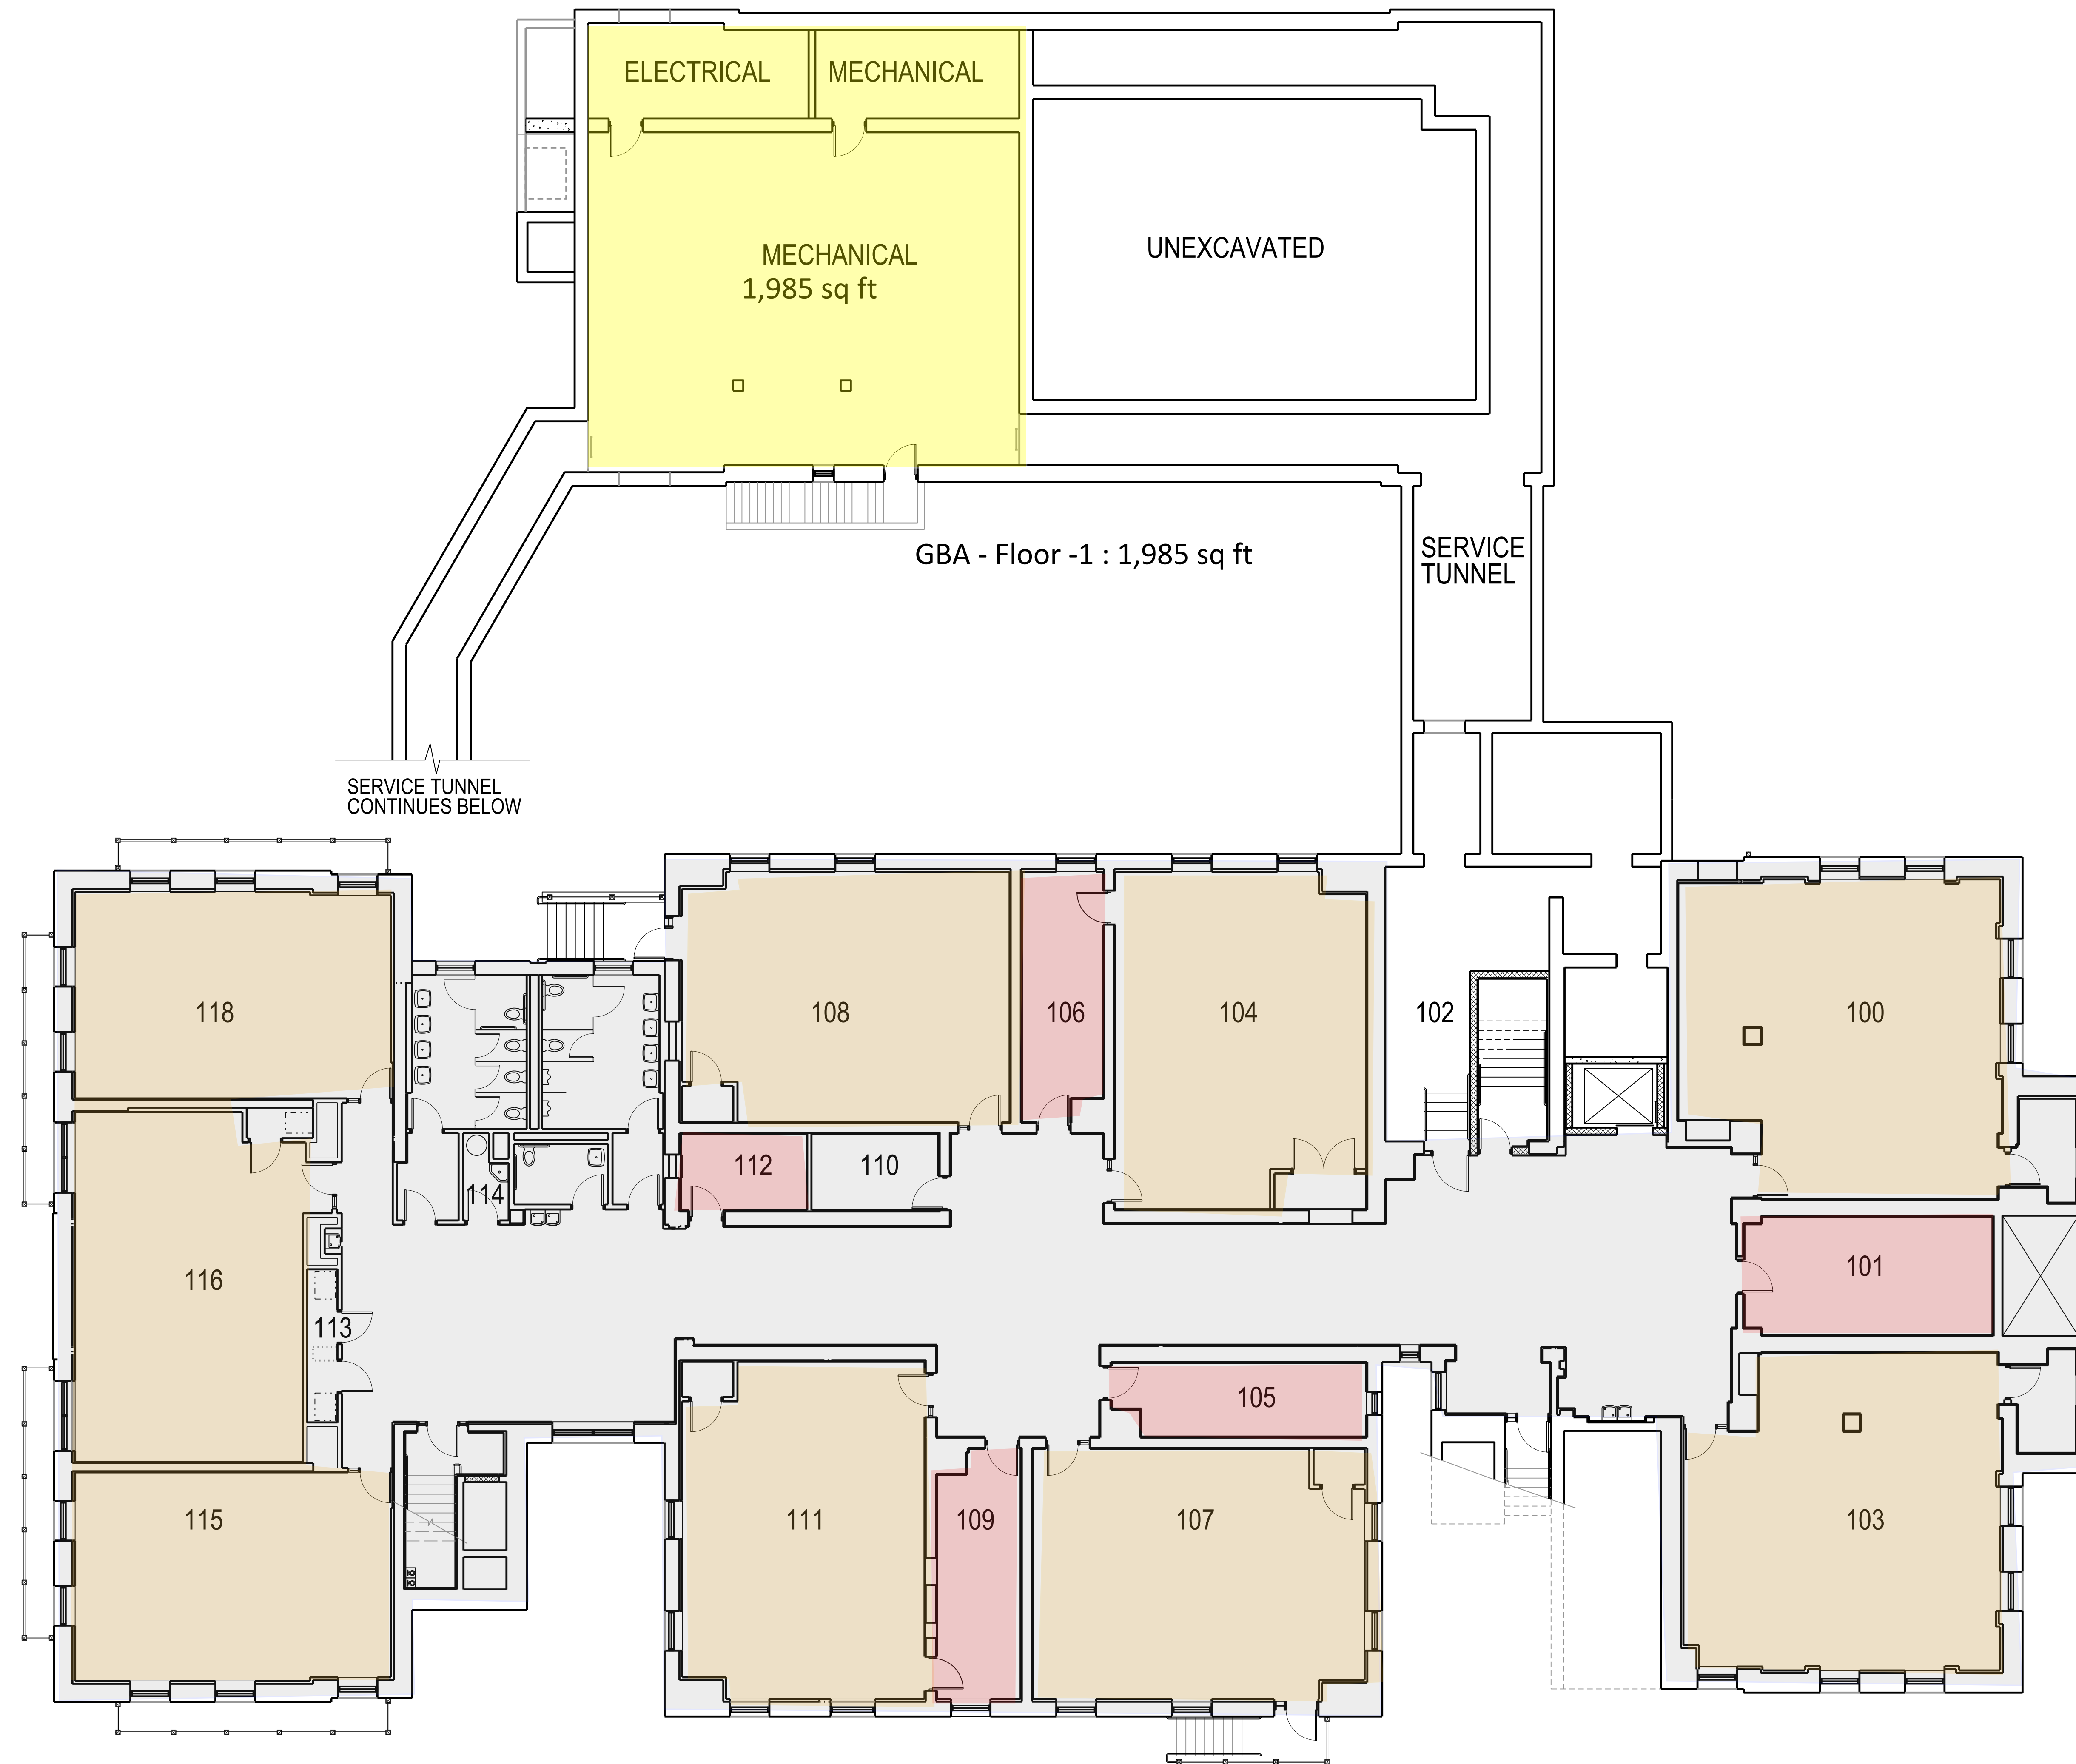 ELECTRICAL
MECHANICAL
MECHANICAL
1,985 sq ft
UNEXCAVATED
GBA - Floor -1 : 1,985 sq ft
SERVICE
TUNNEL
SERVICE TUNNEL
CONTINUES BELOW
118
108
106
104
102
100
112
110
114
116
113
101
105
115
111
109
107
103